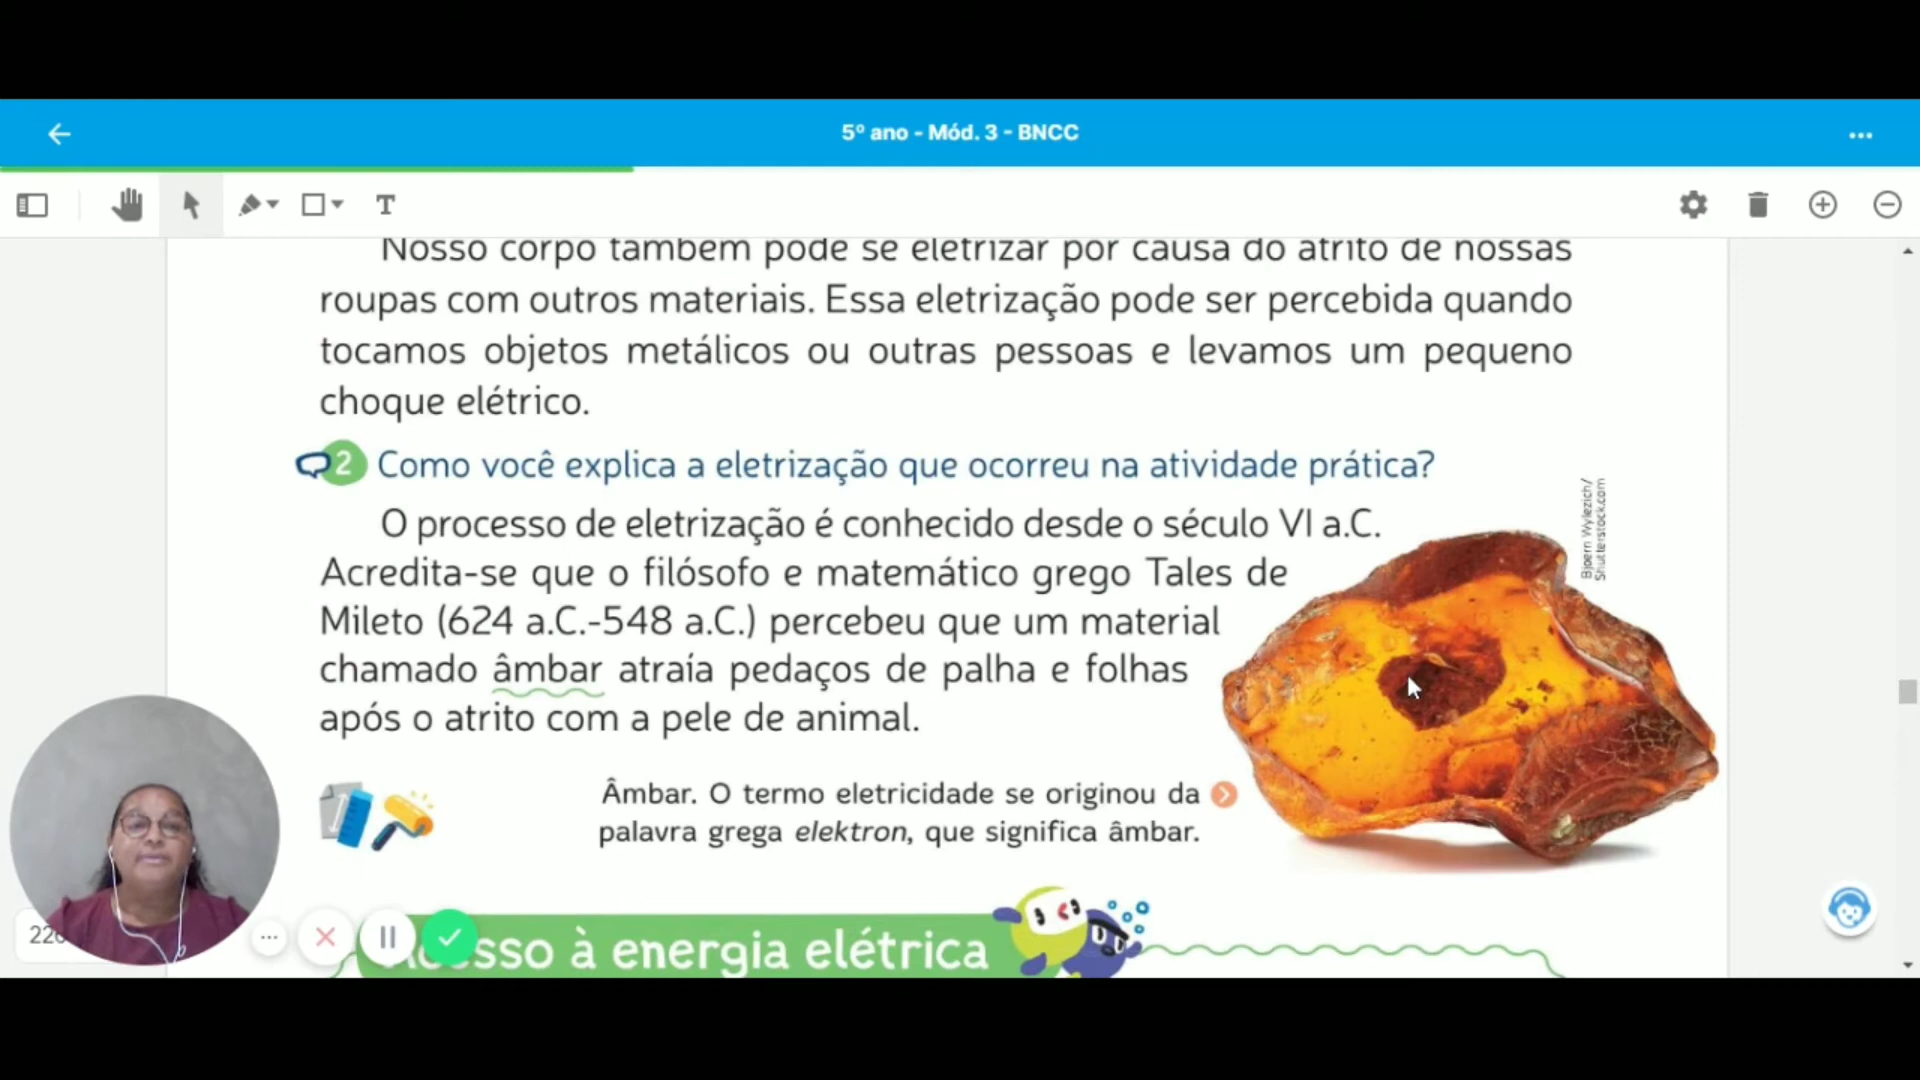 5º ano - Mód. 3 - BNCC
T
Nosso corpo também pode se eletrizar por causa do atrito de nossas
roupas com outros materiais. Essa eletrização pode ser percebida quando
tocamos objetos metálicos ou outras pessoas e levamos um pequeno
choque elétrico.
2 Como você explica a eletrização que ocorreu na atividade prática?
O processo de eletrização é conhecido desde o século VI a.C.
Acredita-se que o filósofo e matemático grego Tales de
Mileto (624 a.C.-548 a.C.) percebeu que um material
chamado âmbar atraía pedaços de palha e folhas
após o atrito com a pele de animal.
Bjoern Wylezich/
Shutterstock.com
Âmbar. O termo eletricidade se originou da
palavra grega elektron, que significa âmbar.
à energia elétrica